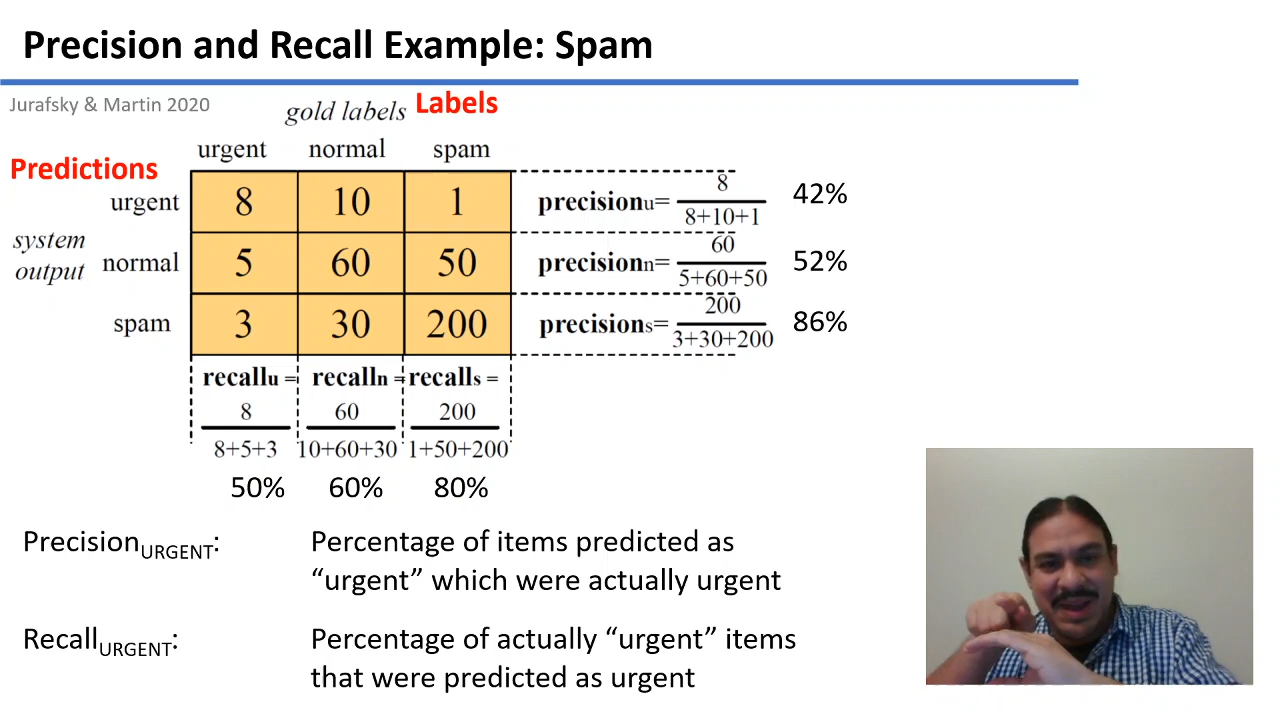 Precision and Recall Example: Spam
Jurafsky & Martin 2020
gold labels Labels
urgent normal spam
Predictions
urgent 8 10 1 precisionu= 8 / 8+10+1 42%
system output
normal 5 60 50 precisionn= 60 / 5+60+50 52%
spam 3 30 200 precisions= 200 / 3+30+200 86%
recallu = recalln = recalls =
8 60 200
8+5+3 10+60+30 1+50+200
50% 60% 80%
PrecisionURGENT: Percentage of items predicted as
“urgent” which were actually urgent
RecallURGENT: Percentage of actually “urgent” items
that were predicted as urgent